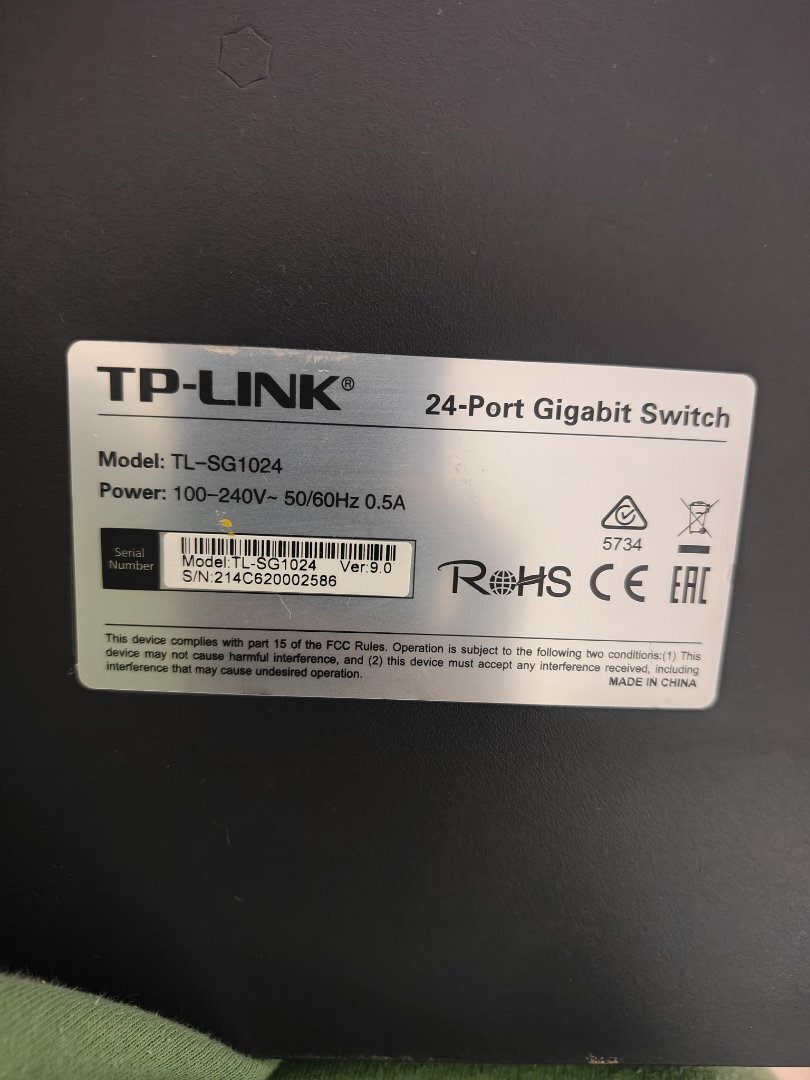 TP-LINK®
24-Port Gigabit Switch
Model: TL-SG1024
Power: 100-240V~ 50/60Hz 0.5A
5734
Serial
Number
Model:TL-SG1024 Ver:9.0
S/N:214C620002586
RoHS CE EAC
This device complies with part 15 of the FCC Rules. Operation is subject to the following two conditions:(1) This
device may not cause harmful interference, and (2) this device must accept any interference received, including
interference that may cause undesired operation.
MADE IN CHINA